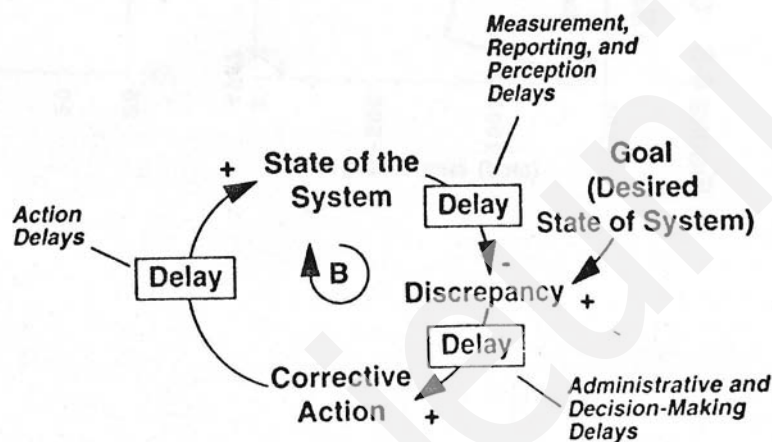 Measurement,
Reporting, and
Perception
Delays
State of the
System
+
Goal
(Desired
State of System)
Action
Delays
Delay
Delay
B
-
Discrepancy
+
Delay
Corrective
Action
+
Administrative and
Decision-Making
Delays